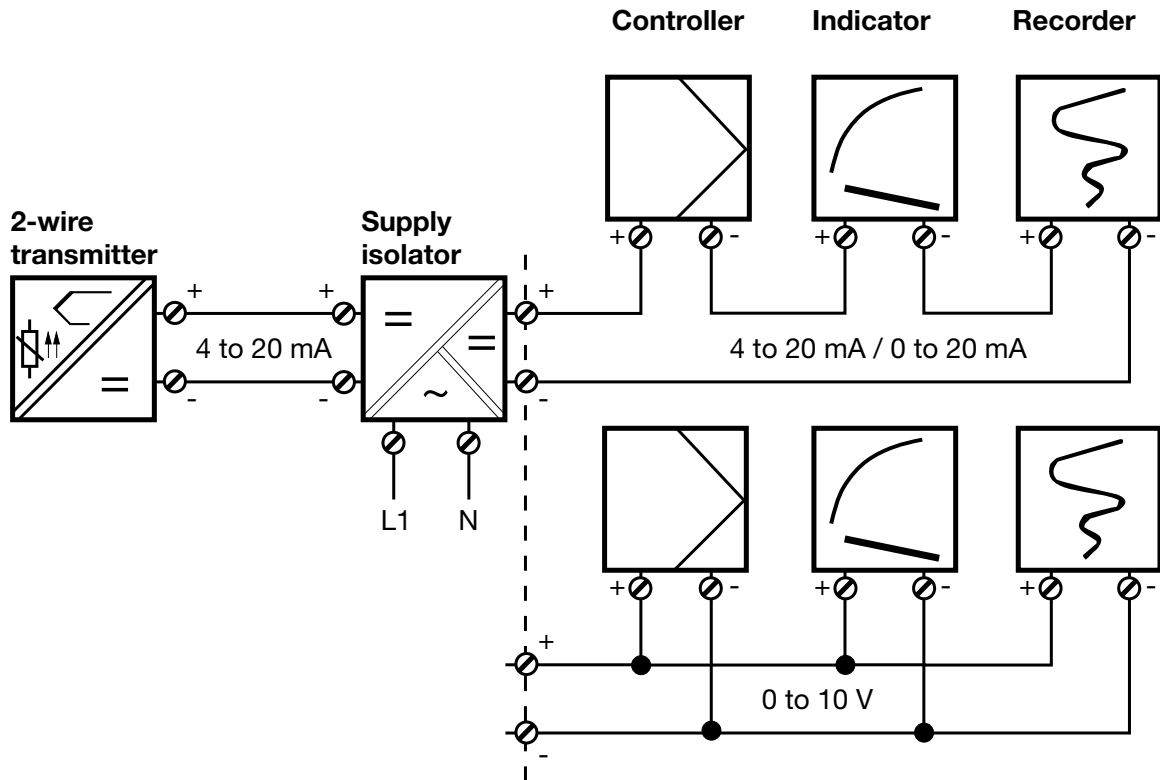 Controller
Indicator
Recorder
+ - + - + -
2-wire
transmitter
Supply
isolator
+ + +
4 to 20 mA
4 to 20 mA / 0 to 20 mA
- - -
~
L1
N
+ - + - + -
+
0 to 10 V
-